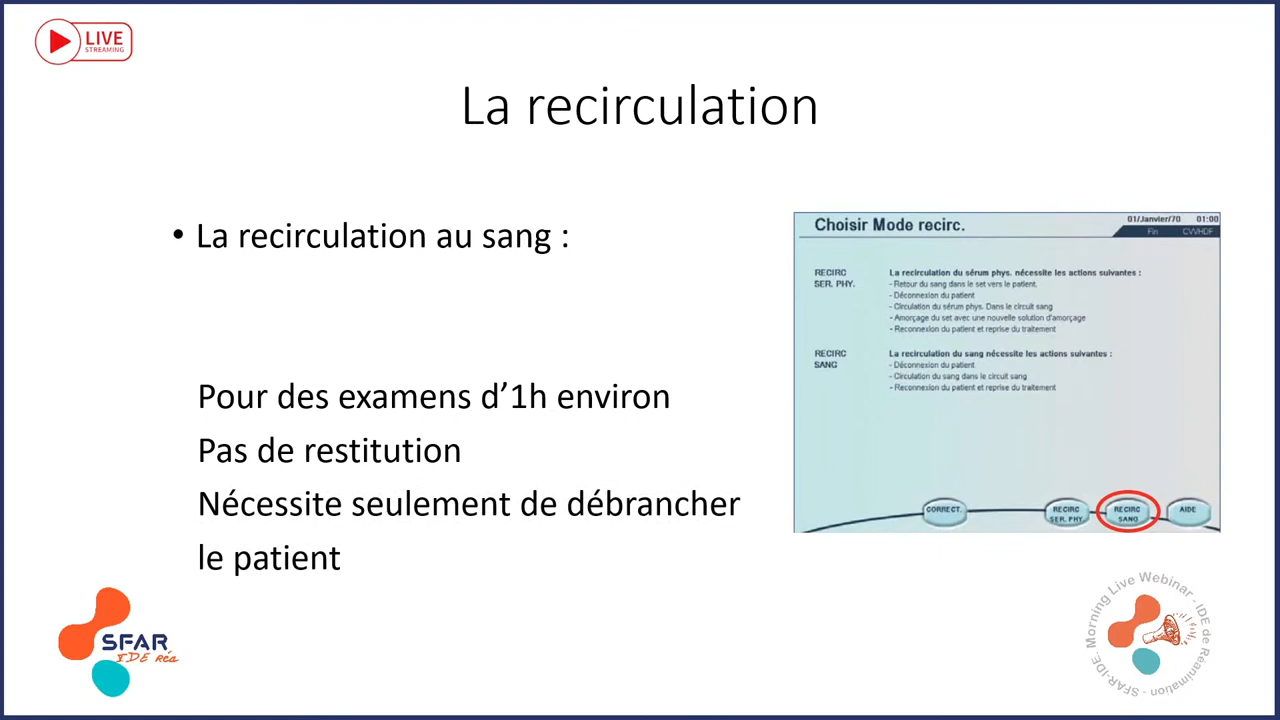 LIVE
STREAMING
La recirculation
• La recirculation au sang :
Pour des examens d’1h environ
Pas de restitution
Nécessite seulement de débrancher
le patient
Choisir Mode recirc.
01/Janvier/70 01:00
Fin CVVHDF
RECIRC
SER. PHY.
La recirculation du sérum phys. nécessite les actions suivantes :
- Retour du sang dans le set vers le patient.
- Déconnexion du patient
- Circulation du sérum phys. Dans le circuit sang
- Amorçage du set avec une nouvelle solution d'amorçage
- Reconnexion du patient et reprise du traitement
RECIRC
SANG
La recirculation du sang nécessite les actions suivantes :
- Déconnexion du patient
- Circulation du sang dans le circuit sang
- Reconnexion du patient et reprise du traitement
CORRECT.
RECIRC
SER. PHY.
RECIRC
SANG
AIDE
SFAR
IDE Réa
SFAR-IDE. Morning Live Webinar - IDE de Réanimation -